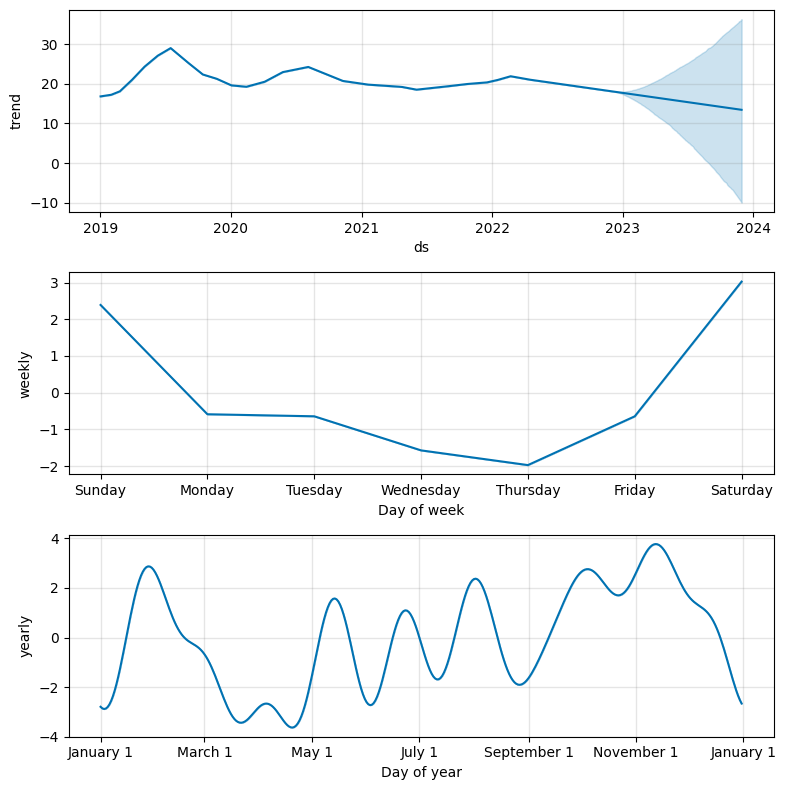 30
20
10
0
−10
trend
2019 2020 2021 2022 2023 2024
ds
3
2
1
0
−1
−2
weekly
Sunday Monday Tuesday Wednesday Thursday Friday Saturday
Day of week
4
2
0
−2
−4
yearly
January 1 March 1 May 1 July 1 September 1 November 1 January 1
Day of year